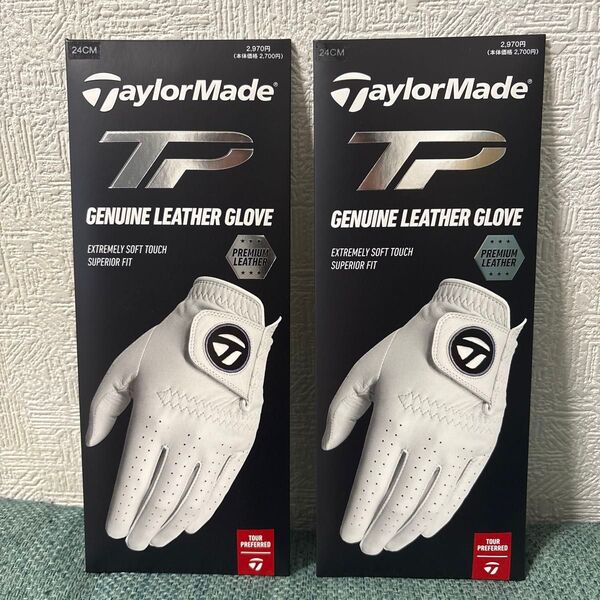 24CM
2,970円
(本体価格 2,700円)
TaylorMade®
TP
GENUINE LEATHER GLOVE
EXTREMELY SOFT TOUCH
SUPERIOR FIT
PREMIUM
LEATHER
TOUR
PREFERRED
24CM
2,970円
(本体価格 2,700円)
TaylorMade®
TP
GENUINE LEATHER GLOVE
EXTREMELY SOFT TOUCH
SUPERIOR FIT
PREMIUM
LEATHER
TOUR
PREFERRED